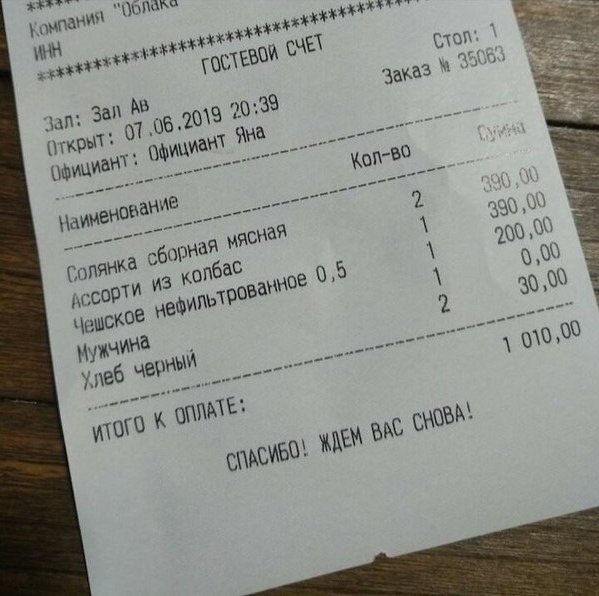 Компания "Облака
ИНН
****************************************
ГОСТЕВОЙ СЧЕТ
Стол: 1
Зал: Зал Ав
Заказ № 35063
Открыт: 07.06.2019 20:39
Официант: Официант Яна
Наименование Кол-во Сумма
Солянка сборная мясная 2 390,00
Ассорти из колбас 1 390,00
Чешское нефильтрованное 0,5 1 200,00
Мужчина 1 0,00
Хлеб черный 2 30,00
ИТОГО К ОПЛАТЕ: 1 010,00
СПАСИБО! ЖДЕМ ВАС СНОВА!